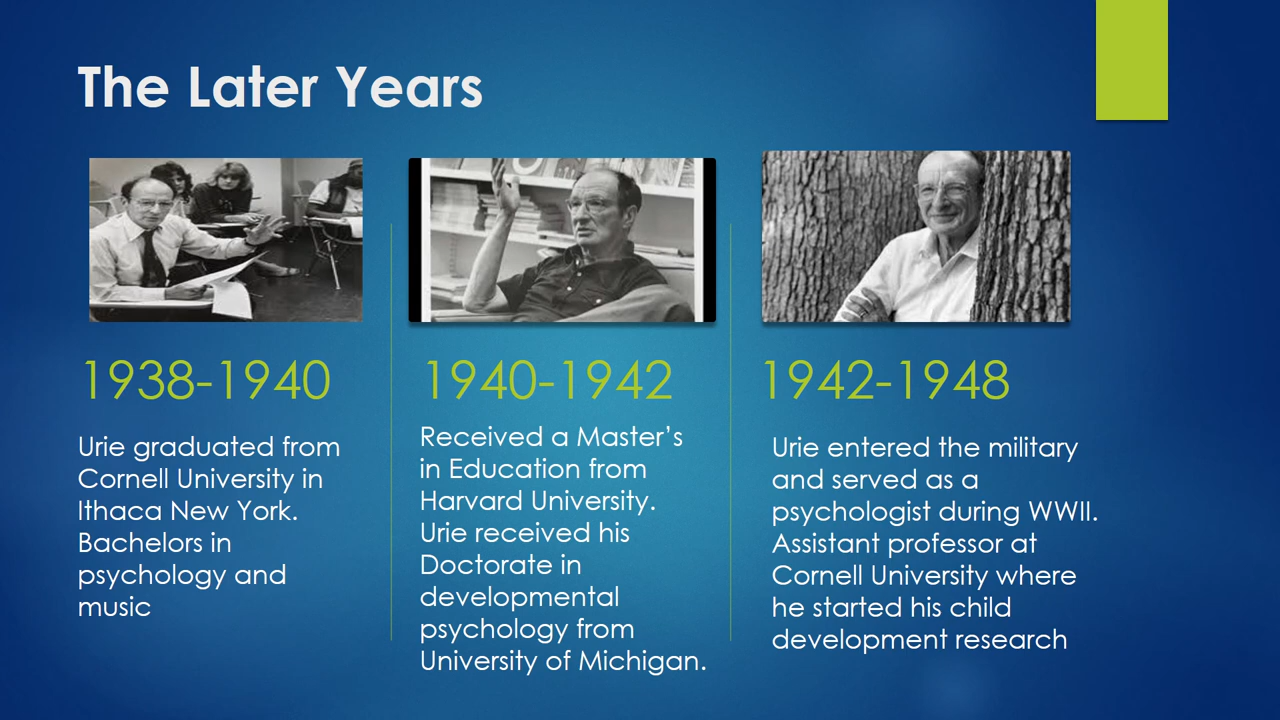 The Later Years
1938-1940
Urie graduated from
Cornell University in
Ithaca New York.
Bachelors in
psychology and
music
1940-1942
Received a Master’s
in Education from
Harvard University.
Urie received his
Doctorate in
developmental
psychology from
University of Michigan.
1942-1948
Urie entered the military
and served as a
psychologist during WWII.
Assistant professor at
Cornell University where
he started his child
development research